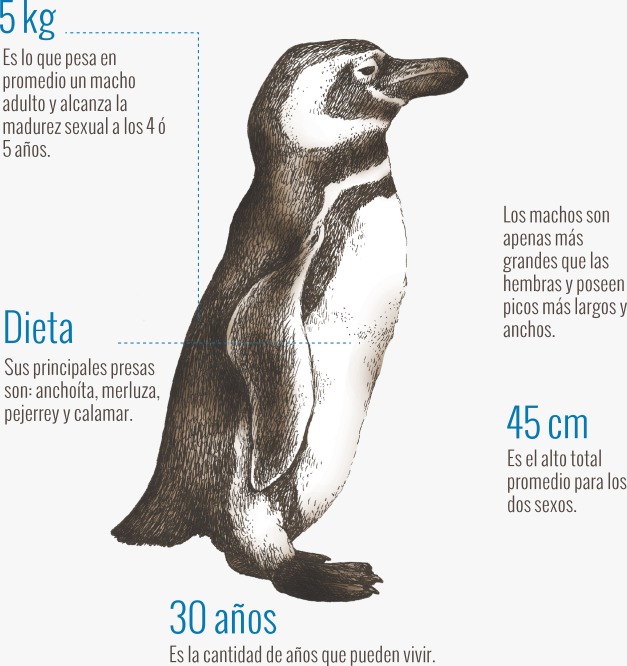 5 kg
Es lo que pesa en
promedio un macho
adulto y alcanza la
madurez sexual a los 4 ó
5 años.
Dieta
Sus principales presas
son: anchoíta, merluza,
pejerrey y calamar.
Los machos son
apenas más
grandes que las
hembras y poseen
picos más largos y
anchos.
45 cm
Es el alto total
promedio para los
dos sexos.
30 años
Es la cantidad de años que pueden vivir.